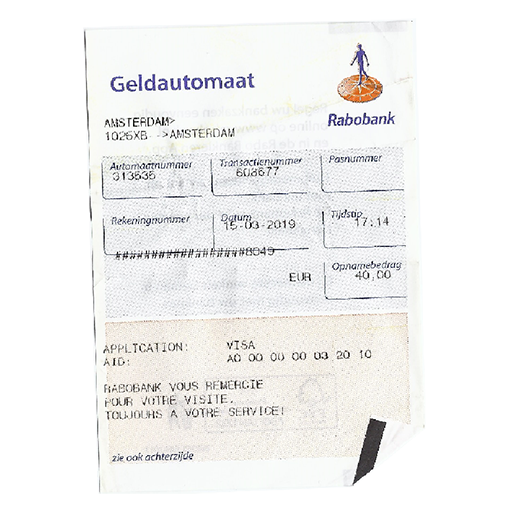 Geldautomaat
Rabobank
AMSTERDAM>
1025XB ->AMSTERDAM
Automaatnummer Transactienummer Pasnummer
313535 608677
Rekeningnummer Datum Tijdstip
15-03-2019 17:14
##################8049
EUR Opnamebedrag
40,00
APPLICATION: VISA
AID: A0 00 00 00 03 20 10
RABOBANK VOUS REMERCIE
POUR VOTRE VISITE.
TOUJOURS A VOTRE SERVICE!
zie ook achterzijde